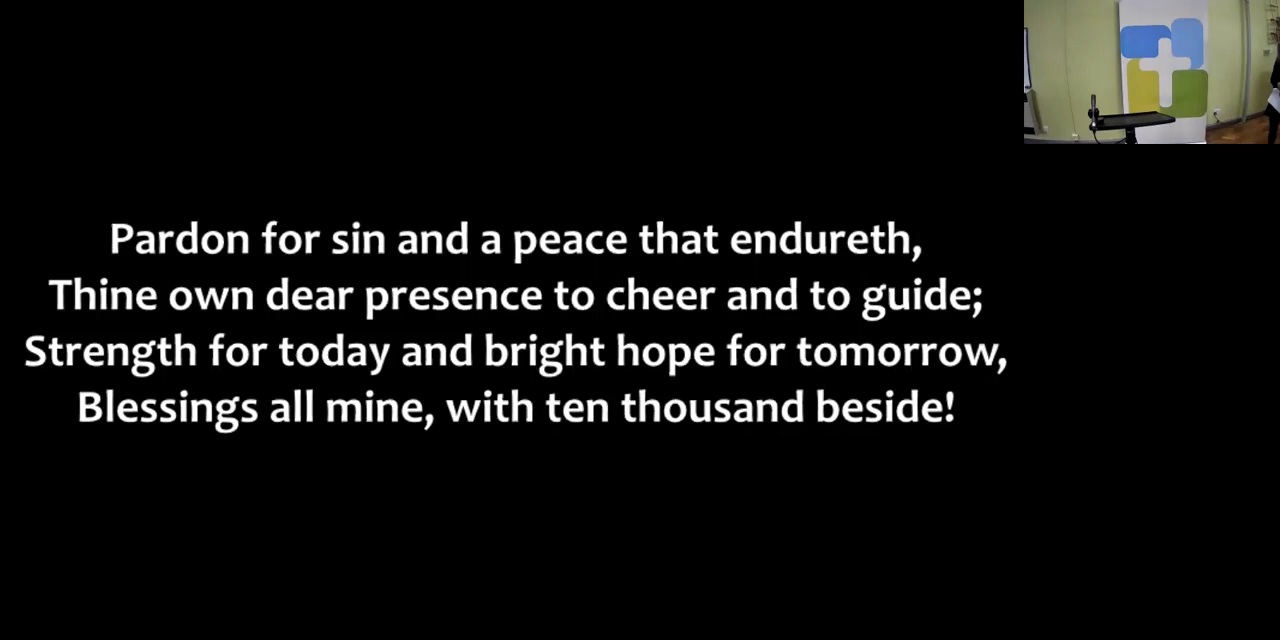 Pardon for sin and a peace that endureth,
Thine own dear presence to cheer and to guide;
Strength for today and bright hope for tomorrow,
Blessings all mine, with ten thousand beside!